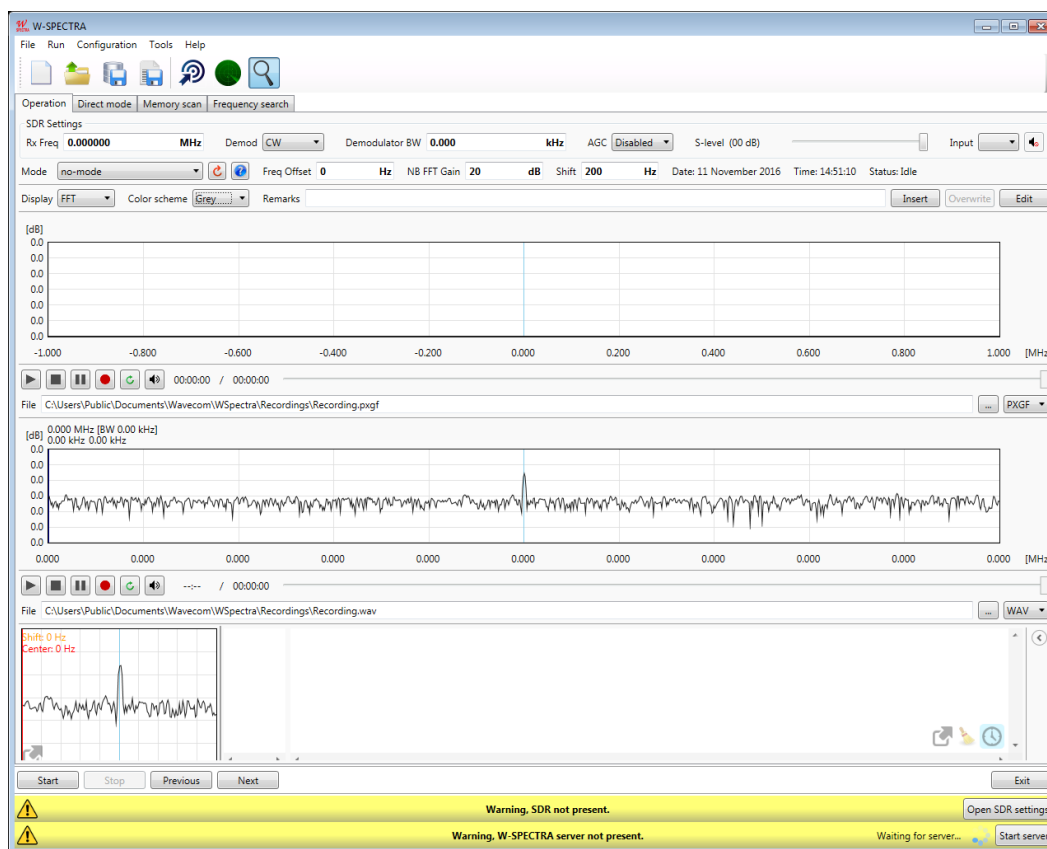 W-SPECTRA
File Run Configuration Tools Help
Operation Direct mode Memory scan Frequency search
SDR Settings
Rx Freq 0.000000 MHz Demod CW Demodulator BW 0.000 kHz AGC Disabled S-level (00 dB) Input
Mode no-mode Freq Offset 0 Hz NB FFT Gain 20 dB Shift 200 Hz Date: 11 November 2016 Time: 14:51:10 Status: Idle
Display FFT Color scheme Grey...... Remarks Insert Overwrite Edit
[dB]
0.0
0.0
0.0
0.0
0.0
0.0
0.0
-1.000 -0.800 -0.600 -0.400 -0.200 0.000 0.200 0.400 0.600 0.800 1.000 [MHz
00:00:00 / 00:00:00
File C:\Users\Public\Documents\Wavecom\WSpectra\Recordings\Recording.pxgf ... PXGF
0.000 MHz [BW 0.00 kHz]
[dB] 0.00 kHz 0.00 kHz
0.0
0.0
0.0
0.0
0.0
0.0
0.0
0.000 0.000 0.000 0.000 0.000 0.000 0.000 0.000 0.000 0.000 0.000 [MHz
--:-- / 00:00:00
File C:\Users\Public\Documents\Wavecom\WSpectra\Recordings\Recording.wav ... WAV
Shift: 0 Hz
Center: 0 Hz
Start Stop Previous Next Exit
Warning, SDR not present. Open SDR settings
Warning, W-SPECTRA server not present. Waiting for server... Start server